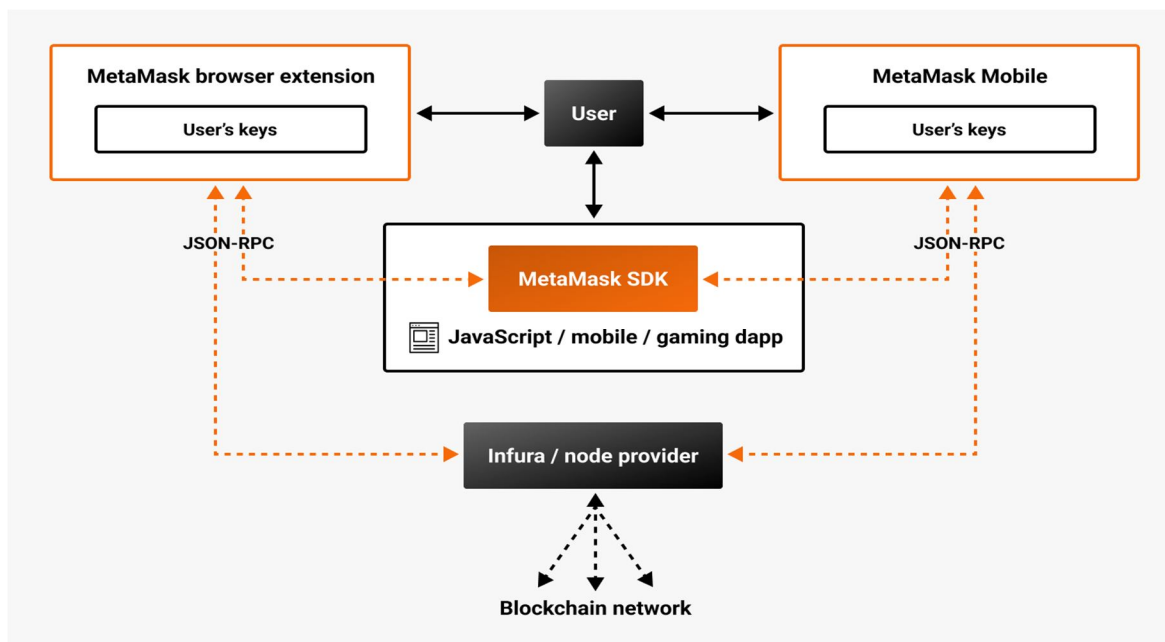 MetaMask browser extension
User's keys
User
MetaMask Mobile
User's keys
JSON-RPC
JSON-RPC
MetaMask SDK
JavaScript / mobile / gaming dapp
Infura / node provider
Blockchain network